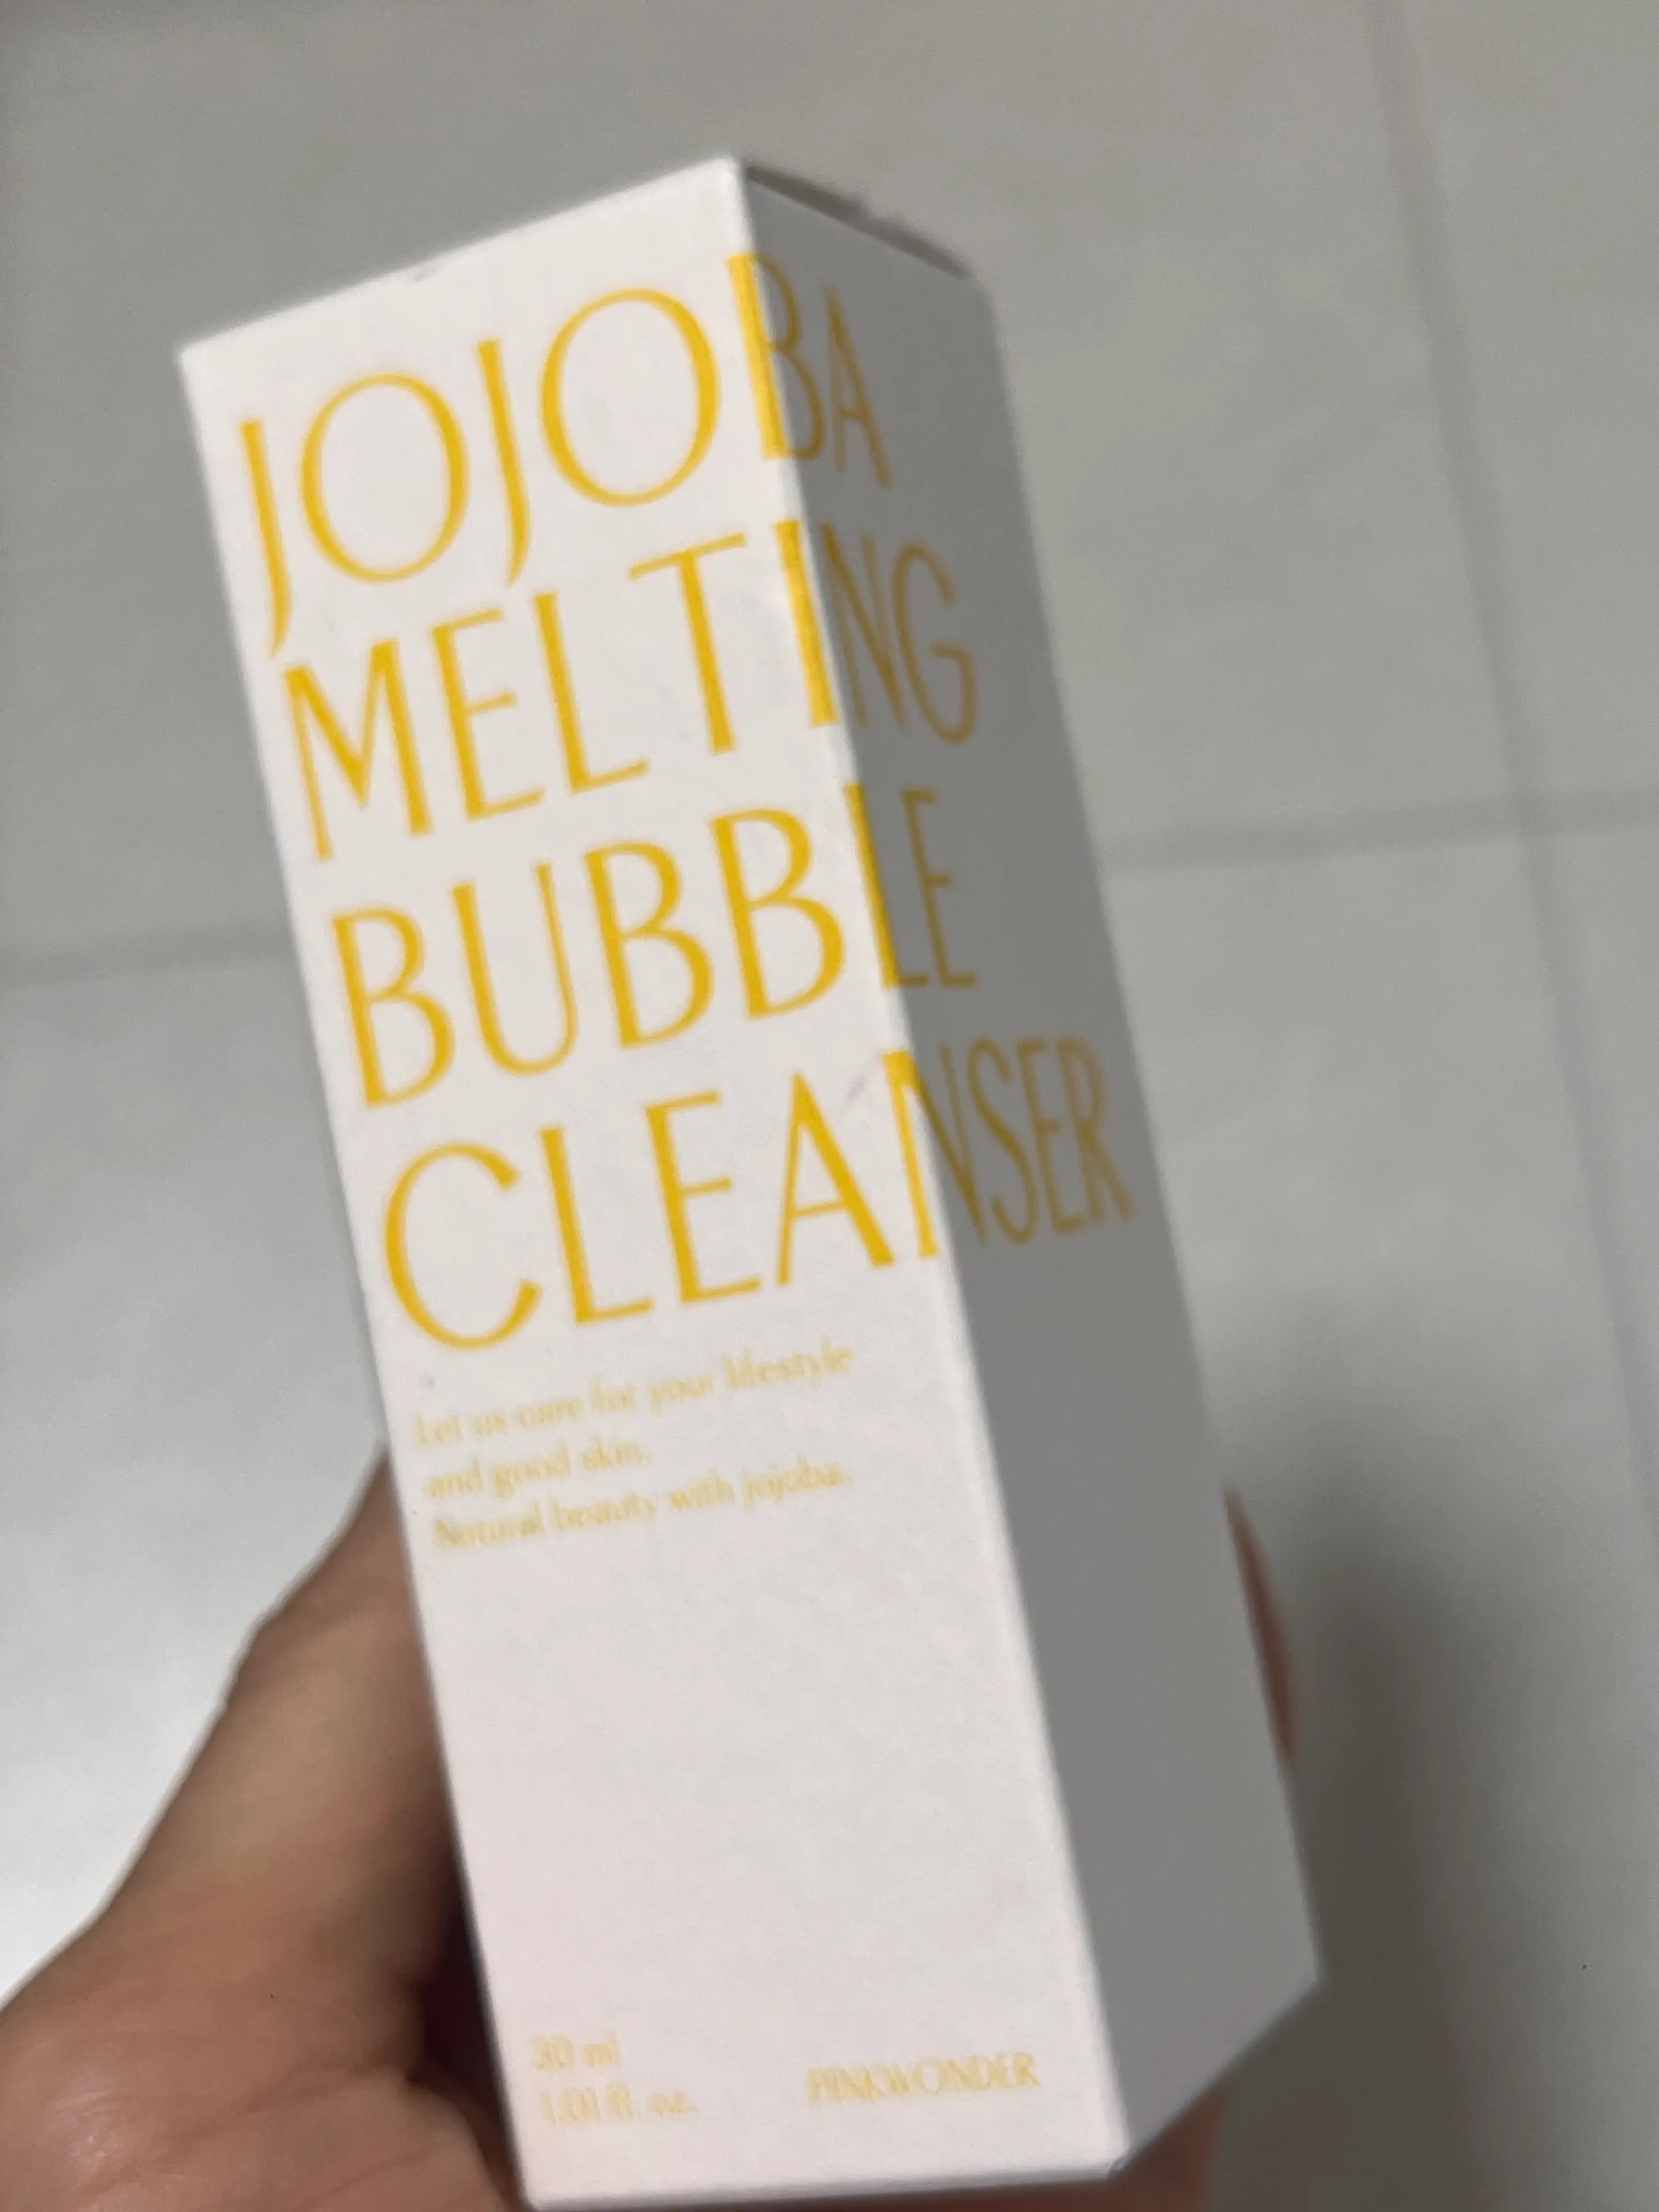 JOJOBA
MELTING
BUBBLE
CLEANSER
Let us care for your lifestyle
and good skin.
Natural beauty with jojoba.
30 ml
1.01 fl. oz.
PINKWONDER